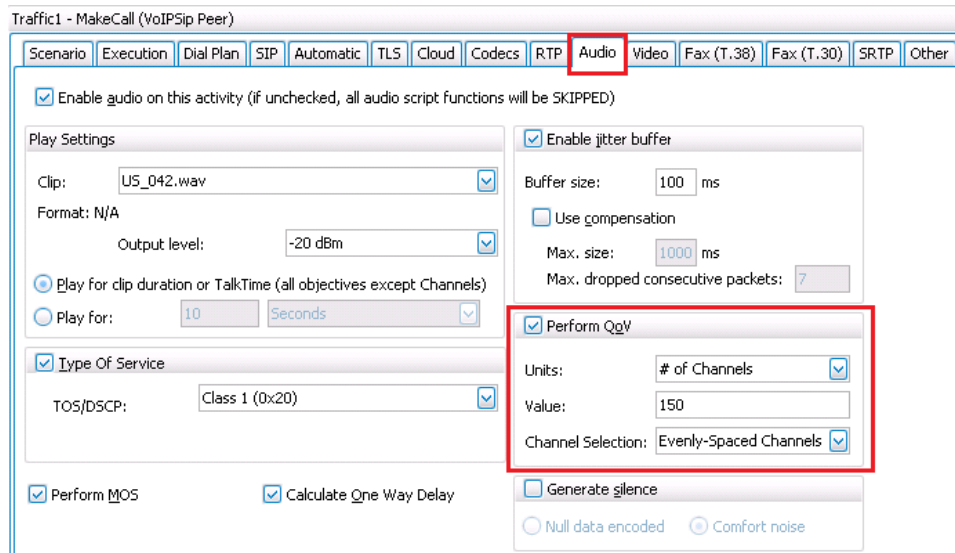 Traffic1 - MakeCall (VoIPSip Peer)
Scenario Execution Dial Plan SIP Automatic TLS Cloud Codecs RTP Audio Video Fax (T.38) Fax (T.30) SRTP Other
Enable audio on this activity (if unchecked, all audio script functions will be SKIPPED)
Play Settings
Clip: US_042.wav
Format: N/A
Output level: -20 dBm
Play for clip duration or TalkTime (all objectives except Channels)
Play for: 10 Seconds
Type Of Service
TOS/DSCP: Class 1 (0x20)
Perform MOS Calculate One Way Delay
Enable jitter buffer
Buffer size: 100 ms
Use compensation
Max. size: 1000 ms
Max. dropped consecutive packets: 7
Perform QoV
Units: # of Channels
Value: 150
Channel Selection: Evenly-Spaced Channels
Generate silence
Null data encoded Comfort noise